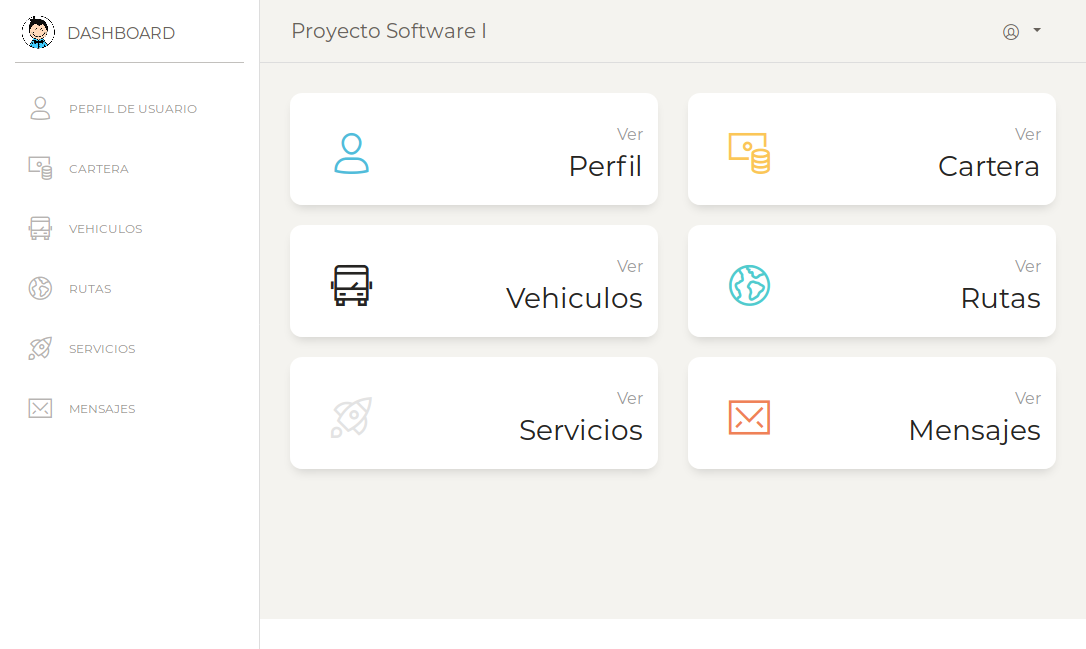 DASHBOARD
PERFIL DE USUARIO
CARTERA
VEHICULOS
RUTAS
SERVICIOS
MENSAJES
Proyecto Software I
Ver
Perfil
Ver
Cartera
Ver
Vehiculos
Ver
Rutas
Ver
Servicios
Ver
Mensajes